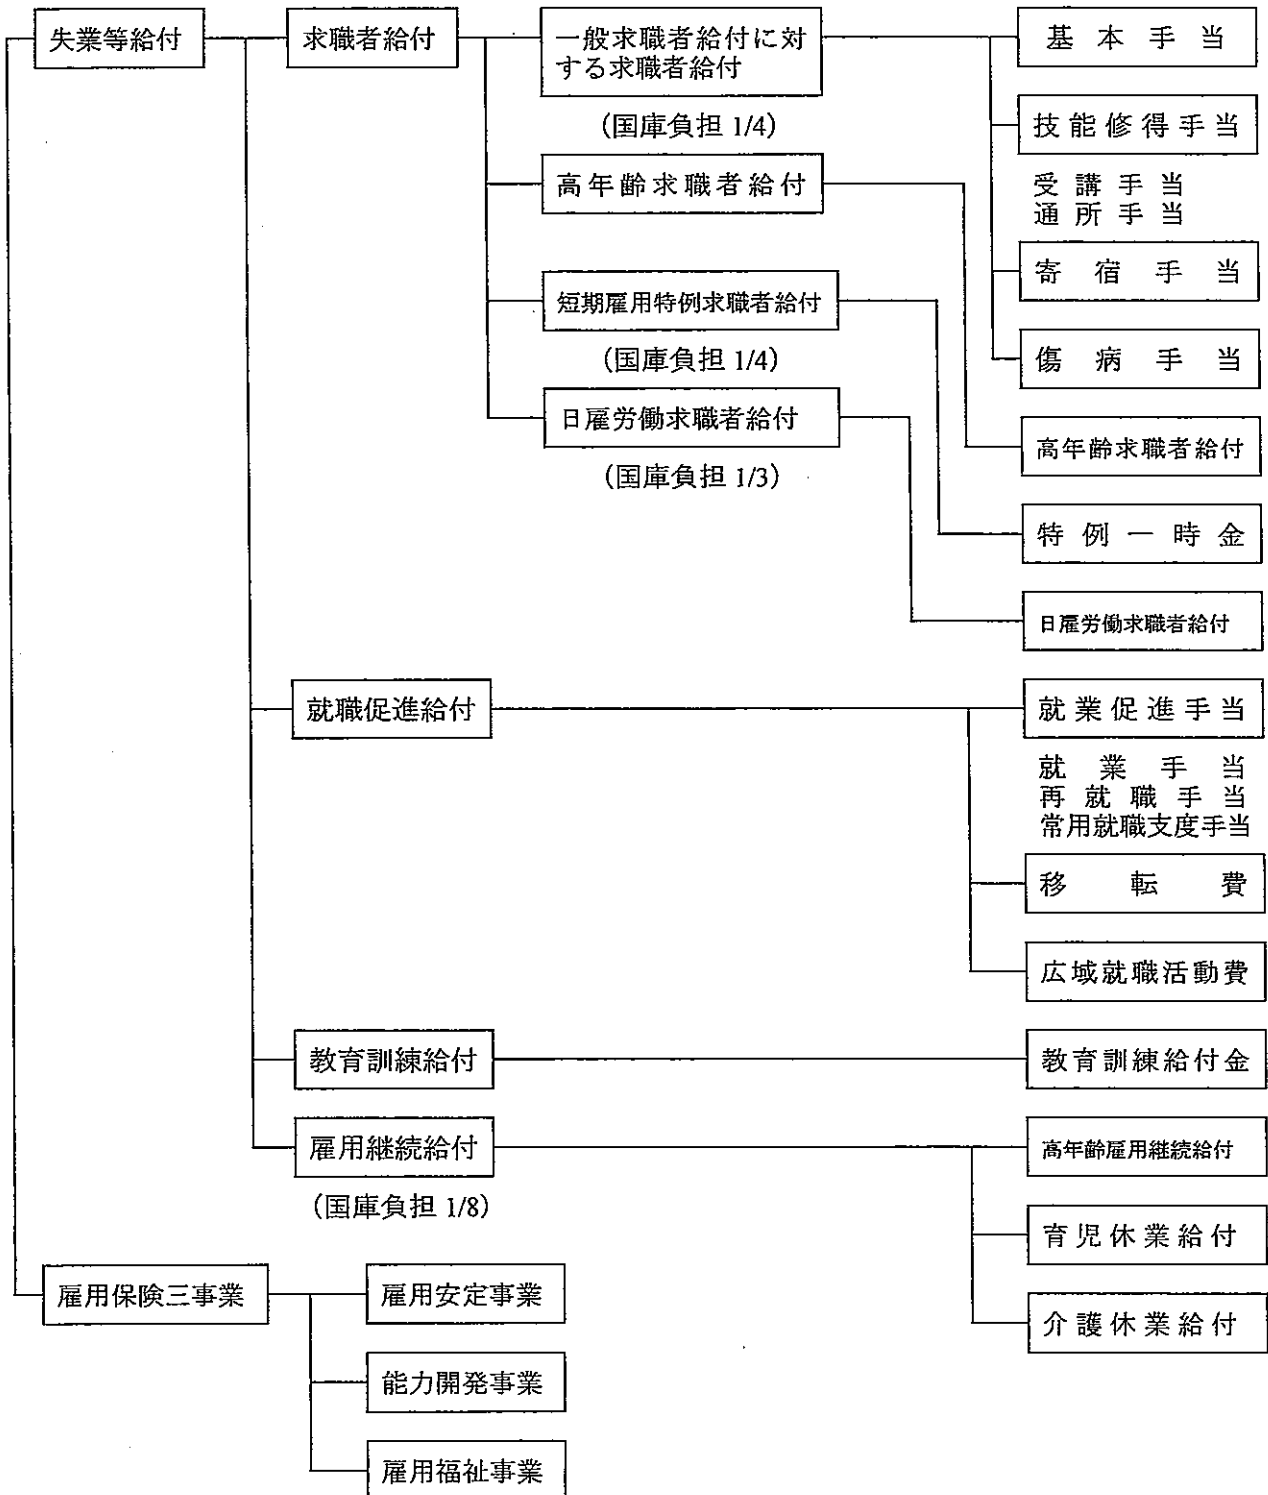 失業等給付
求職者給付
一般求職者給付に対
する求職者給付
(国庫負担 1/4)
基本手当
技能修得手当
受講手当
通所手当
寄宿手当
傷病手当
高年齢求職者給付
高年齢求職者給付
短期雇用特例求職者給付
(国庫負担 1/4)
特例一時金
日雇労働求職者給付
(国庫負担 1/3)
日雇労働求職者給付
就職促進給付
就業促進手当
就業手当
再就職手当
常用就職支度手当
移転費
広域就職活動費
教育訓練給付
教育訓練給付金
雇用継続給付
(国庫負担 1/8)
高年齢雇用継続給付
育児休業給付
介護休業給付
雇用保険三事業
雇用安定事業
能力開発事業
雇用福祉事業